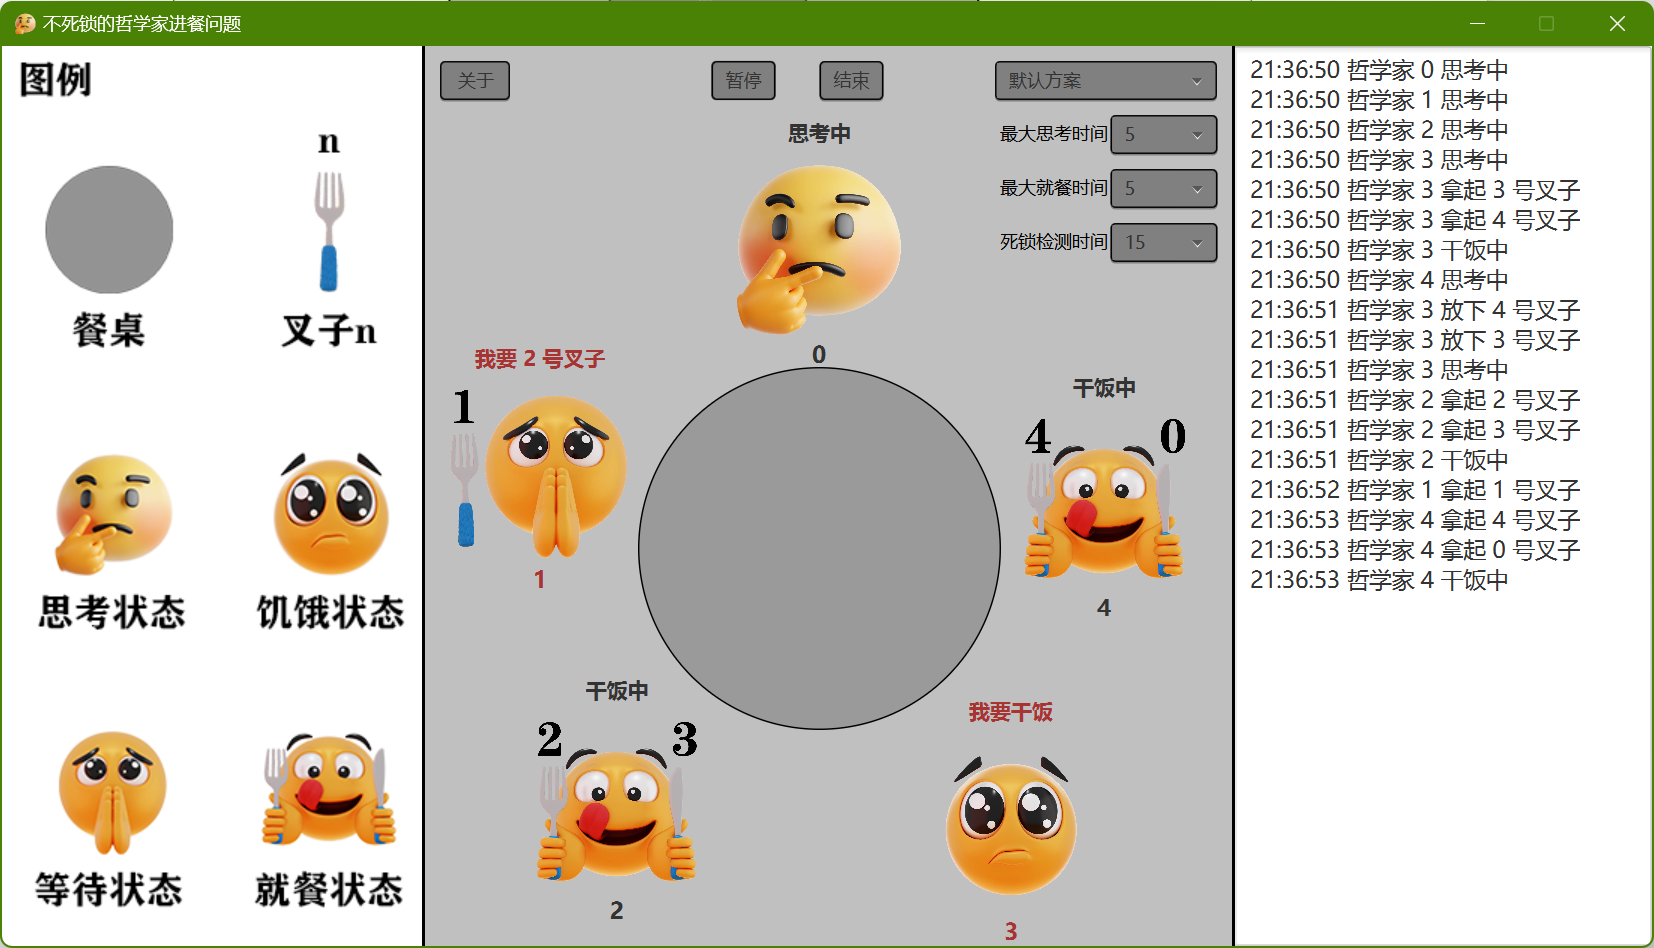 不死锁的哲学家进餐问题
图例
n
餐桌
叉子n
思考状态
饥饿状态
等待状态
就餐状态
关于
暂停
结束
默认方案
最大思考时间 5
最大就餐时间 5
死锁检测时间 15
思考中
0
我要 2 号叉子
1
1
干饭中
4 0
4
干饭中
2 3
2
我要干饭
3
21:36:50 哲学家 0 思考中
21:36:50 哲学家 1 思考中
21:36:50 哲学家 2 思考中
21:36:50 哲学家 3 思考中
21:36:50 哲学家 3 拿起 3 号叉子
21:36:50 哲学家 3 拿起 4 号叉子
21:36:50 哲学家 3 干饭中
21:36:50 哲学家 4 思考中
21:36:51 哲学家 3 放下 4 号叉子
21:36:51 哲学家 3 放下 3 号叉子
21:36:51 哲学家 3 思考中
21:36:51 哲学家 2 拿起 2 号叉子
21:36:51 哲学家 2 拿起 3 号叉子
21:36:51 哲学家 2 干饭中
21:36:52 哲学家 1 拿起 1 号叉子
21:36:53 哲学家 4 拿起 4 号叉子
21:36:53 哲学家 4 拿起 0 号叉子
21:36:53 哲学家 4 干饭中